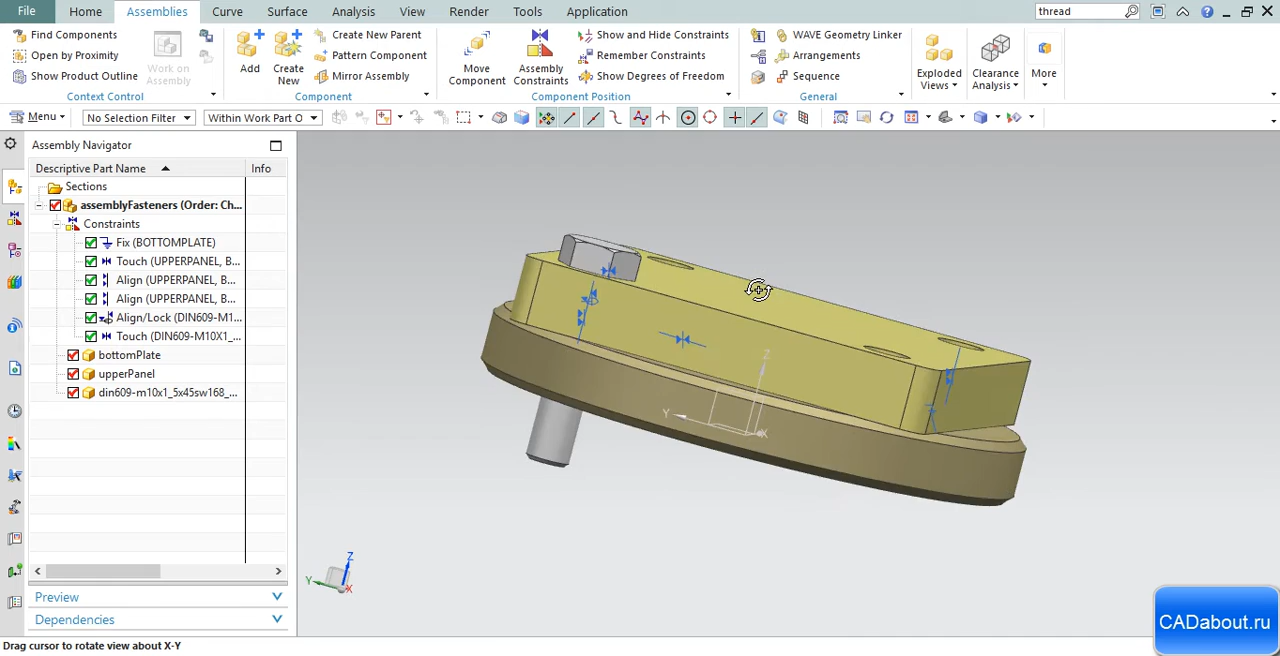 File Home Assemblies Curve Surface Analysis View Render Tools Application thread
Find Components
Open by Proximity
Show Product Outline
Work on Assembly
Context Control
Add
Create New
Create New Parent
Pattern Component
Mirror Assembly
Component
Move Component
Assembly Constraints
Show and Hide Constraints
Remember Constraints
Show Degrees of Freedom
Component Position
WAVE Geometry Linker
Arrangements
Sequence
General
Exploded Views
Clearance Analysis
More
Menu No Selection Filter Within Work Part O
Assembly Navigator
Descriptive Part Name Info
Sections
assemblyFasteners (Order: Ch...
Constraints
Fix (BOTTOMPLATE)
Touch (UPPERPANEL, B...
Align (UPPERPANEL, B...
Align (UPPERPANEL, B...
Align/Lock (DIN609-M1...
Touch (DIN609-M10X1_...
bottomPlate
upperPanel
din609-m10x1_5x45sw168_...
Preview
Dependencies
Z
Y
X
Z
Y
X
Drag cursor to rotate view about X-Y
CADabout.ru